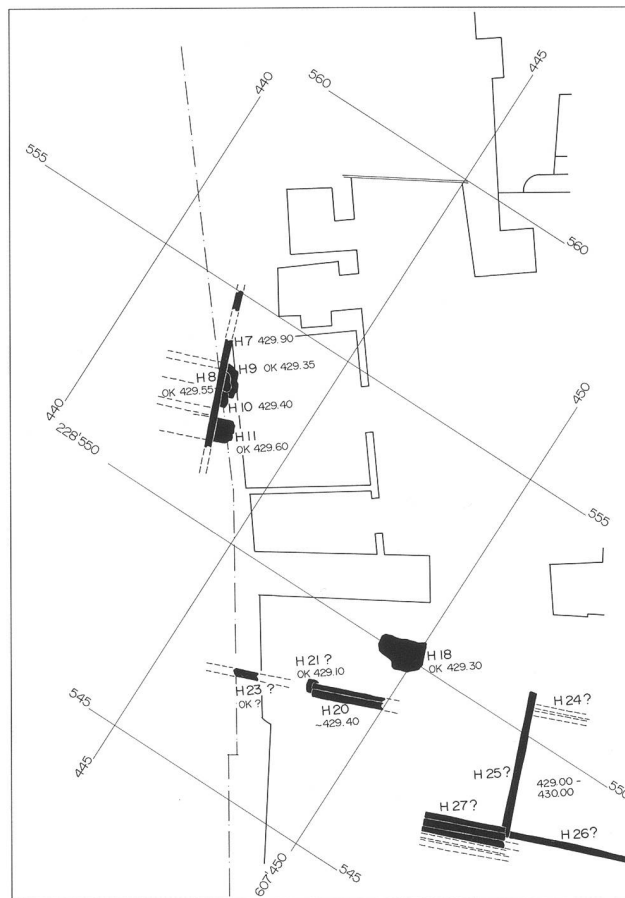 445
560
440
555
560
H7 429.90
H9 OK 429.35
H8
OK 429.55
H10 429.40
H11
OK 429.60
440
228'550
450
555
H21 ?
OK 429.10
H18
OK 429.30
H23 ?
OK ?
H20
~429.40
H24?
545
445
H25?
429.00 -
430.00
550
H27?
H26?
607'450
545